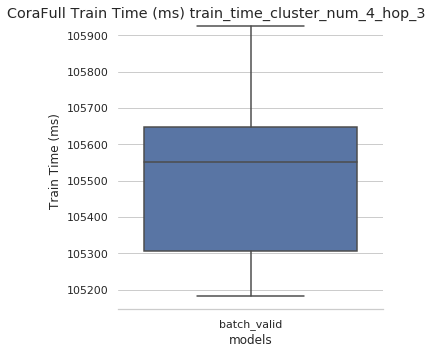 CoraFull Train Time (ms) train_time_cluster_num_4_hop_3
105900
105800
105700
105600
105500
105400
105300
105200
Train Time (ms)
batch_valid
models